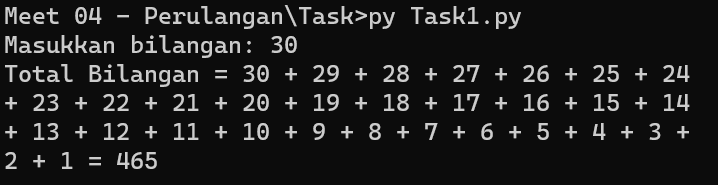 Meet 04 - Perulangan\Task>py Task1.py
Masukkan bilangan: 30
Total Bilangan = 30 + 29 + 28 + 27 + 26 + 25 + 24
+ 23 + 22 + 21 + 20 + 19 + 18 + 17 + 16 + 15 + 14
+ 13 + 12 + 11 + 10 + 9 + 8 + 7 + 6 + 5 + 4 + 3 +
2 + 1 = 465